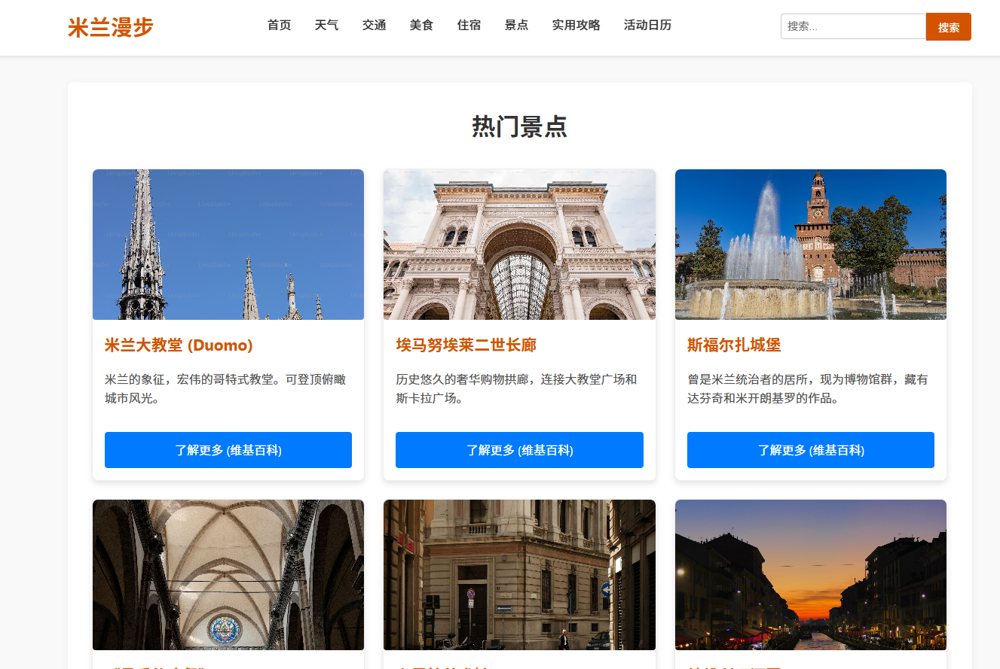 米兰漫步
首页 天气 交通 美食 住宿 景点 实用攻略 活动日历
搜索... 搜索
热门景点
Unsplash+
米兰大教堂 (Duomo)
米兰的象征，宏伟的哥特式教堂。可登顶俯瞰
城市风光。
了解更多 (维基百科)
埃马努埃莱二世长廊
历史悠久的奢华购物拱廊，连接大教堂广场和
斯卡拉广场。
了解更多 (维基百科)
斯福尔扎城堡
曾是米兰统治者的居所，现为博物馆群，藏有
达芬奇和米开朗基罗的作品。
了解更多 (维基百科)